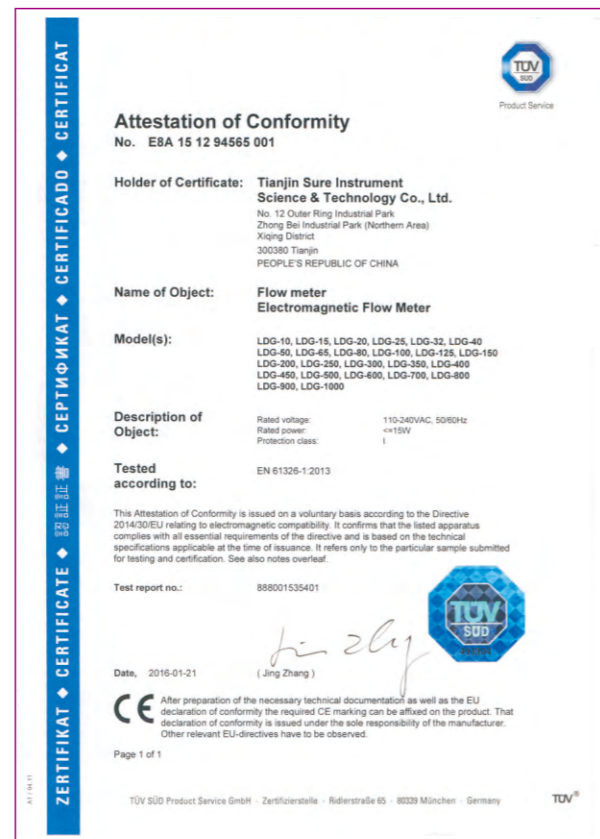 ZERTIFIKAT ◆ CERTIFICATE ◆ 認証証書 ◆ СЕРТИФИКАТ ◆ CERTIFICADO ◆ CERTIFICAT
TÜV
SÜD
Product Service
Attestation of Conformity
No. E8A 15 12 94565 001
Holder of Certificate: Tianjin Sure Instrument
Science & Technology Co., Ltd.
No. 12 Outer Ring Industrial Park
Zhong Bei Industrial Park (Northern Area)
Xiqing District
300380 Tianjin
PEOPLE'S REPUBLIC OF CHINA
Name of Object: Flow meter
Electromagnetic Flow Meter
Model(s): LDG-10, LDG-15, LDG-20, LDG-25, LDG-32, LDG-40
LDG-50, LDG-65, LDG-80, LDG-100, LDG-125, LDG-150
LDG-200, LDG-250, LDG-300, LDG-350, LDG-400
LDG-450, LDG-500, LDG-600, LDG-700, LDG-800
LDG-900, LDG-1000
Description of
Object:
Rated voltage: 110-240VAC, 50/60Hz
Rated power: <=15W
Protection class: I
Tested
according to:
EN 61326-1:2013
This Attestation of Conformity is issued on a voluntary basis according to the Directive
2014/30/EU relating to electromagnetic compatibility. It confirms that the listed apparatus
complies with all essential requirements of the directive and is based on the technical
specifications applicable at the time of issuance. It refers only to the particular sample submitted
for testing and certification. See also notes overleaf.
Test report no.: 888001535401
TÜV
SÜD
Date, 2016-01-21
( Jing Zhang )
CE
After preparation of the necessary technical documentation as well as the EU
declaration of conformity the required CE marking can be affixed on the product. That
declaration of conformity is issued under the sole responsibility of the manufacturer.
Other relevant EU-directives have to be observed.
Page 1 of 1
A1 / 04.11
TÜV SÜD Product Service GmbH · Zertifizierstelle · Ridlerstraße 65 · 80339 München · Germany
TÜV®